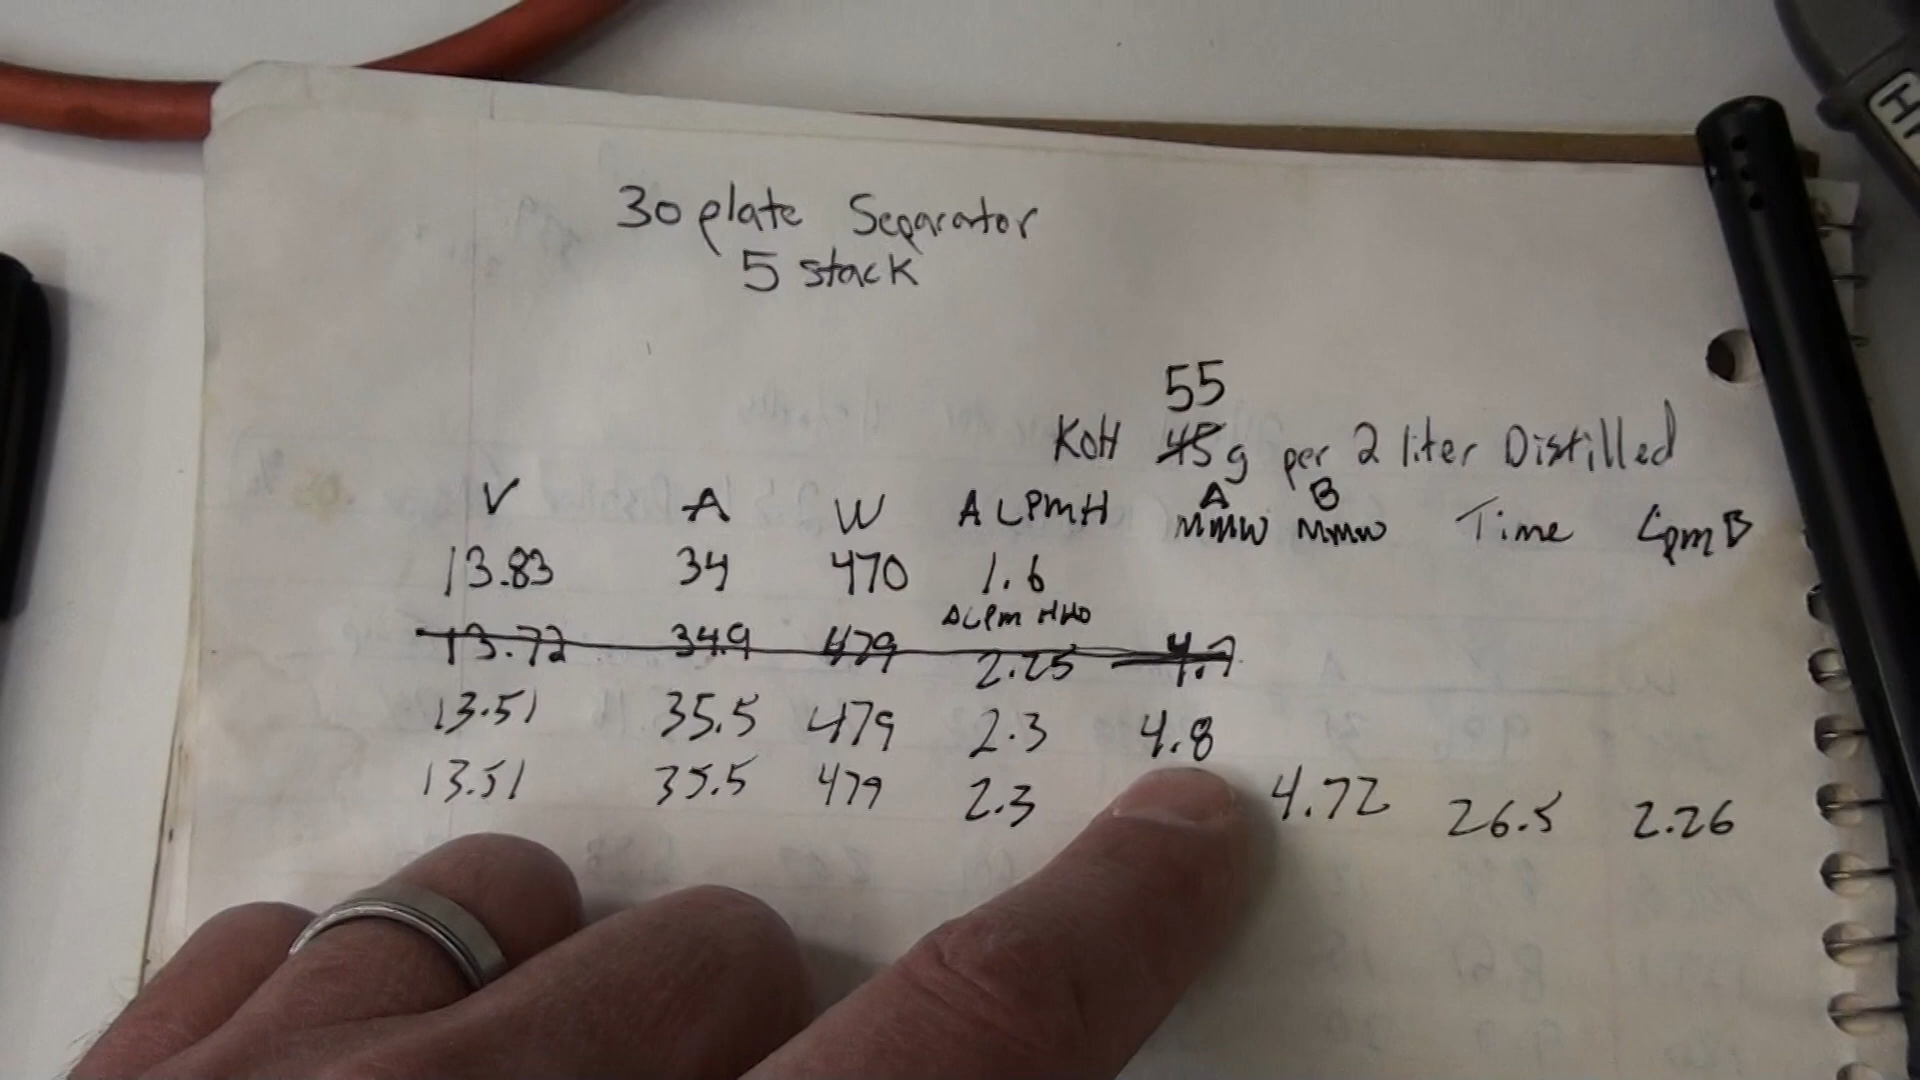 30 plate Separator
5 stack
55
KOH 45g per 2 liter Distilled
V A W A LPMH A MMW B MMW Time LpmB
13.83 34 470 1.6
ALPm HHO
13.72 34.9 479 2.25 4.7
13.51 35.5 479 2.3 4.8
13.51 35.5 479 2.3 4.72 26.5 2.26